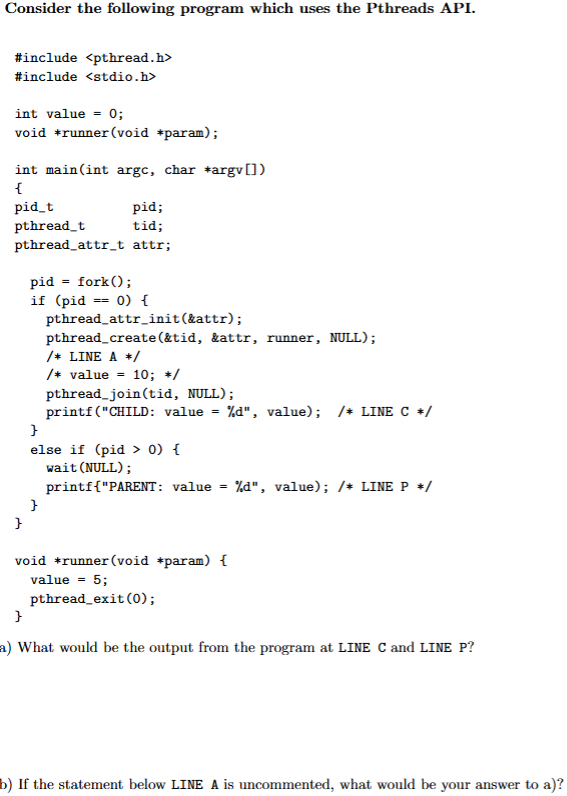 Consider the following program which uses the Pthreads API.
#include <pthread.h>
#include <stdio.h>
int value = 0;
void *runner(void *param);
int main(int argc, char *argv[])
{
pid_t pid;
pthread_t tid;
pthread_attr_t attr;
pid = fork();
if (pid == 0) {
pthread_attr_init(&attr);
pthread_create(&tid, &attr, runner, NULL);
/* LINE A */
/* value = 10; */
pthread_join(tid, NULL);
printf("CHILD: value = %d", value); /* LINE C */
}
else if (pid > 0) {
wait(NULL);
printf{"PARENT: value = %d", value); /* LINE P */
}
}
void *runner(void *param) {
value = 5;
pthread_exit(0);
}
a) What would be the output from the program at LINE C and LINE P?
b) If the statement below LINE A is uncommented, what would be your answer to a)?